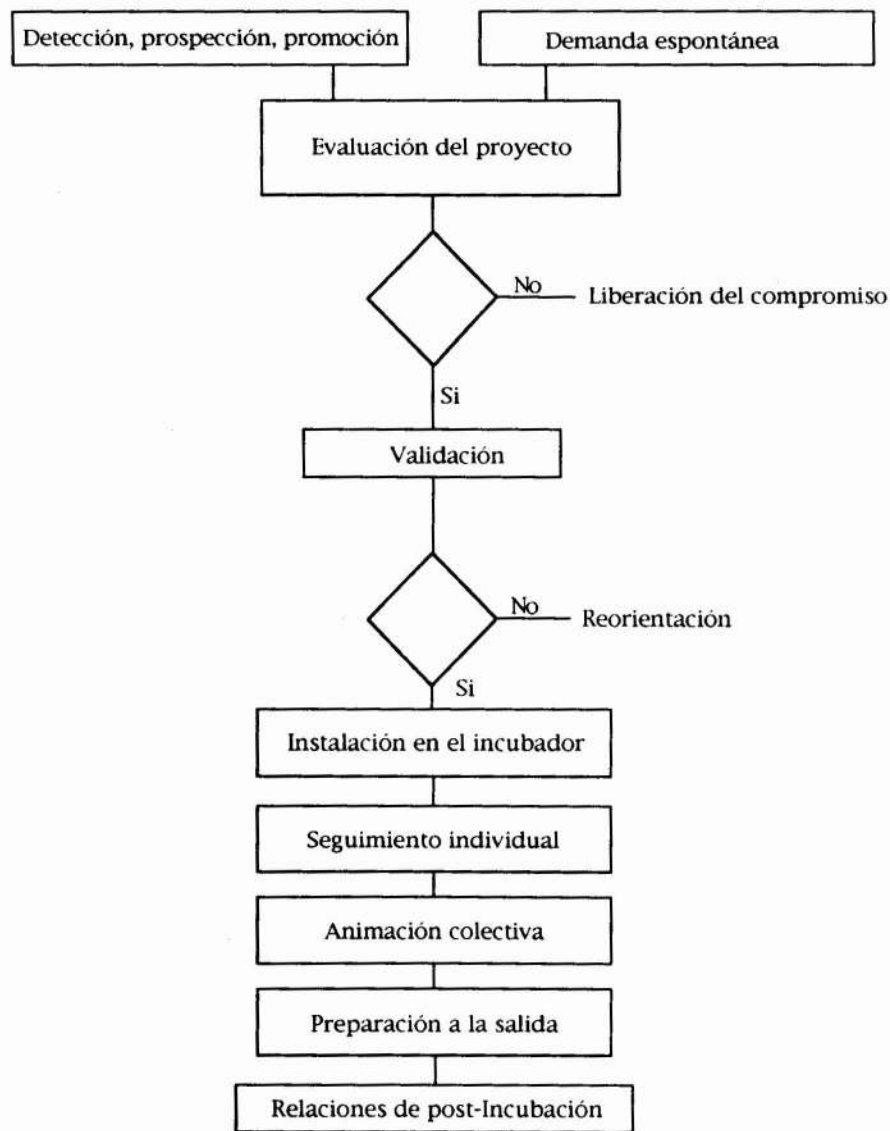 Detección, prospección, promoción
Demanda espontánea
Evaluación del proyecto
No
Liberación del compromiso
Si
Validación
No
Reorientación
Si
Instalación en el incubador
Seguimiento individual
Animación colectiva
Preparación a la salida
Relaciones de post-Incubación